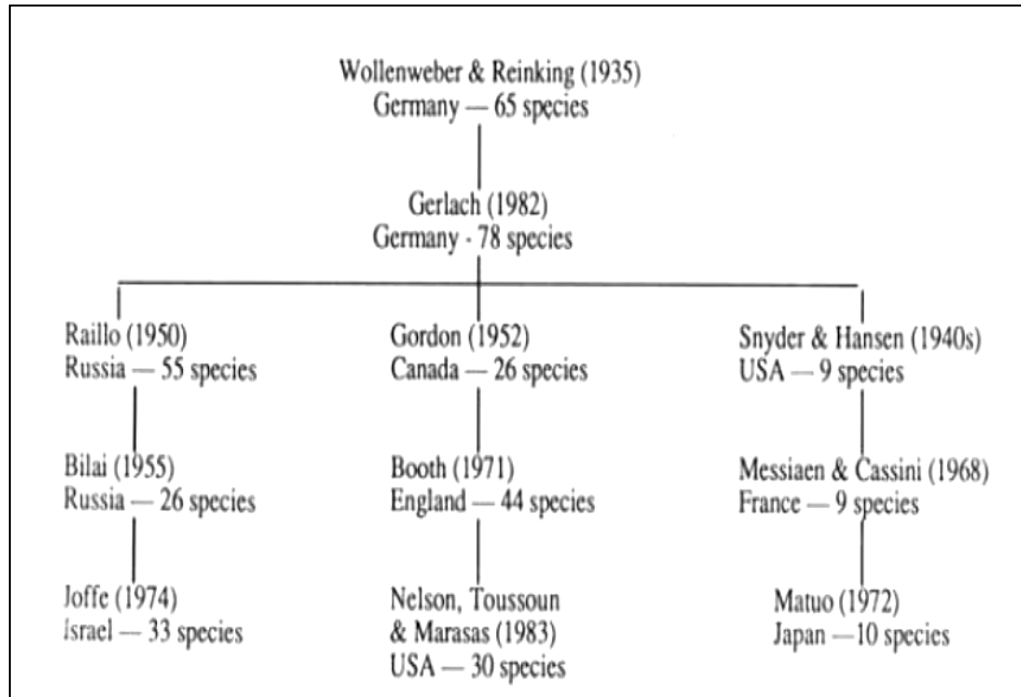 Wollenweber & Reinking (1935)
Germany — 65 species
Gerlach (1982)
Germany - 78 species
Raillo (1950)
Russia — 55 species
Gordon (1952)
Canada — 26 species
Snyder & Hansen (1940s)
USA — 9 species
Bilai (1955)
Russia — 26 species
Booth (1971)
England — 44 species
Messiaen & Cassini (1968)
France — 9 species
Joffe (1974)
Israel — 33 species
Nelson, Toussoun
& Marasas (1983)
USA — 30 species
Matuo (1972)
Japan —10 species